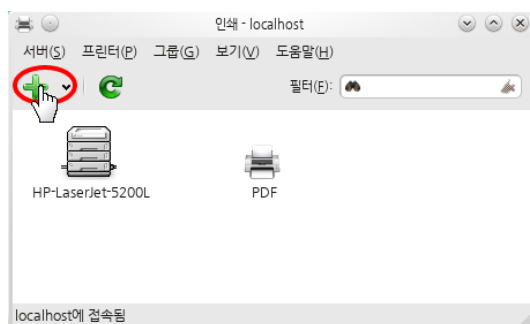 인쇄 - localhost
서버(S) 프린터(P) 그룹(G) 보기(V) 도움말(H)
필터(F):
HP-LaserJet-5200L
PDF
localhost에 접속됨